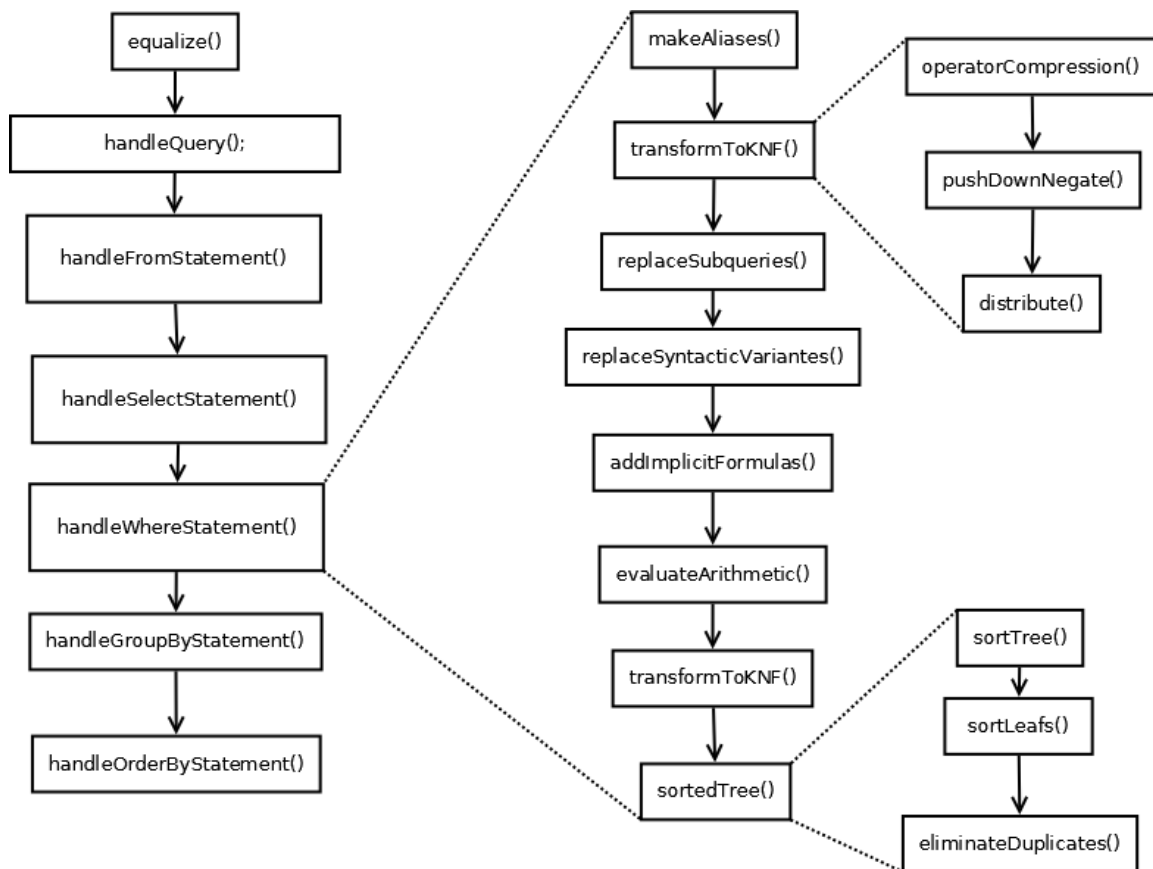 equalize()
handleQuery();
handleFromStatement()
handleSelectStatement()
handleWhereStatement()
handleGroupByStatement()
handleOrderByStatement()
makeAliases()
transformToKNF()
replaceSubqueries()
replaceSyntacticVariantes()
addImplicitFormulas()
evaluateArithmetic()
transformToKNF()
sortedTree()
operatorCompression()
pushDownNegate()
distribute()
sortTree()
sortLeafs()
eliminateDuplicates()